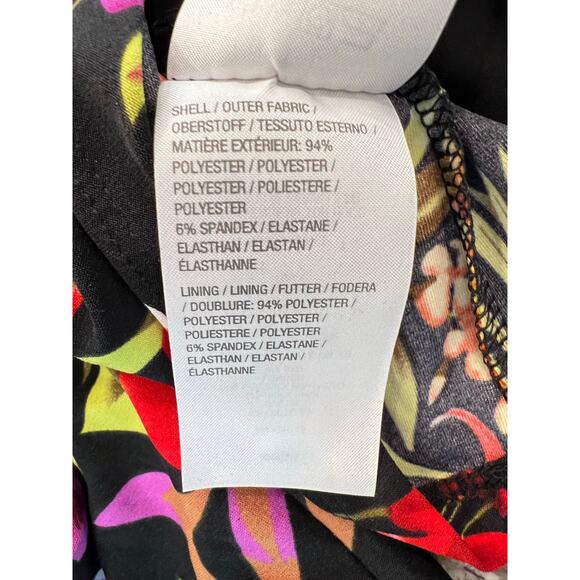 SHELL / OUTER FABRIC /
OBERSTOFF / TESSUTO ESTERNO /
MATIÈRE EXTÉRIEUR: 94%
POLYESTER / POLYESTER /
POLYESTER / POLIESTERE /
POLYESTER
6% SPANDEX / ELASTANE /
ELASTHAN / ELASTAN /
ÉLASTHANNE
LINING / LINING / FUTTER / FODERA
/ DOUBLURE: 94% POLYESTER /
POLYESTER / POLYESTER /
POLIESTERE / POLYESTER
6% SPANDEX / ELASTANE /
ELASTHAN / ELASTAN /
ÉLASTHANNE